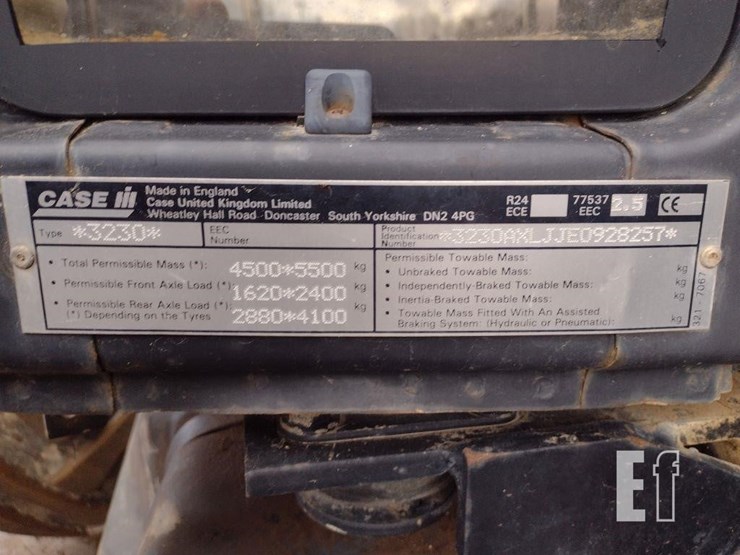 CASE IH
Made in England
Case United Kingdom Limited
Wheatley Hall Road Doncaster South Yorkshire DN2 4PG
R24 ECE
77537 EEC 2.5 CE
Type *3230*
EEC Number
Product Identification Number *3230AXLJJE0928257*
• Total Permissible Mass (*): 4500*5500 kg
• Permissible Front Axle Load (*): 1620*2400 kg
• Permissible Rear Axle Load (*): 2880*4100 kg
(*) Depending on the Tyres
Permissible Towable Mass:
• Unbraked Towable Mass: kg
• Independently-Braked Towable Mass: kg
• Inertia-Braked Towable Mass: kg
• Towable Mass Fitted With An Assisted
Braking System: (Hydraulic or Pneumatic): kg
321-7067
Ef